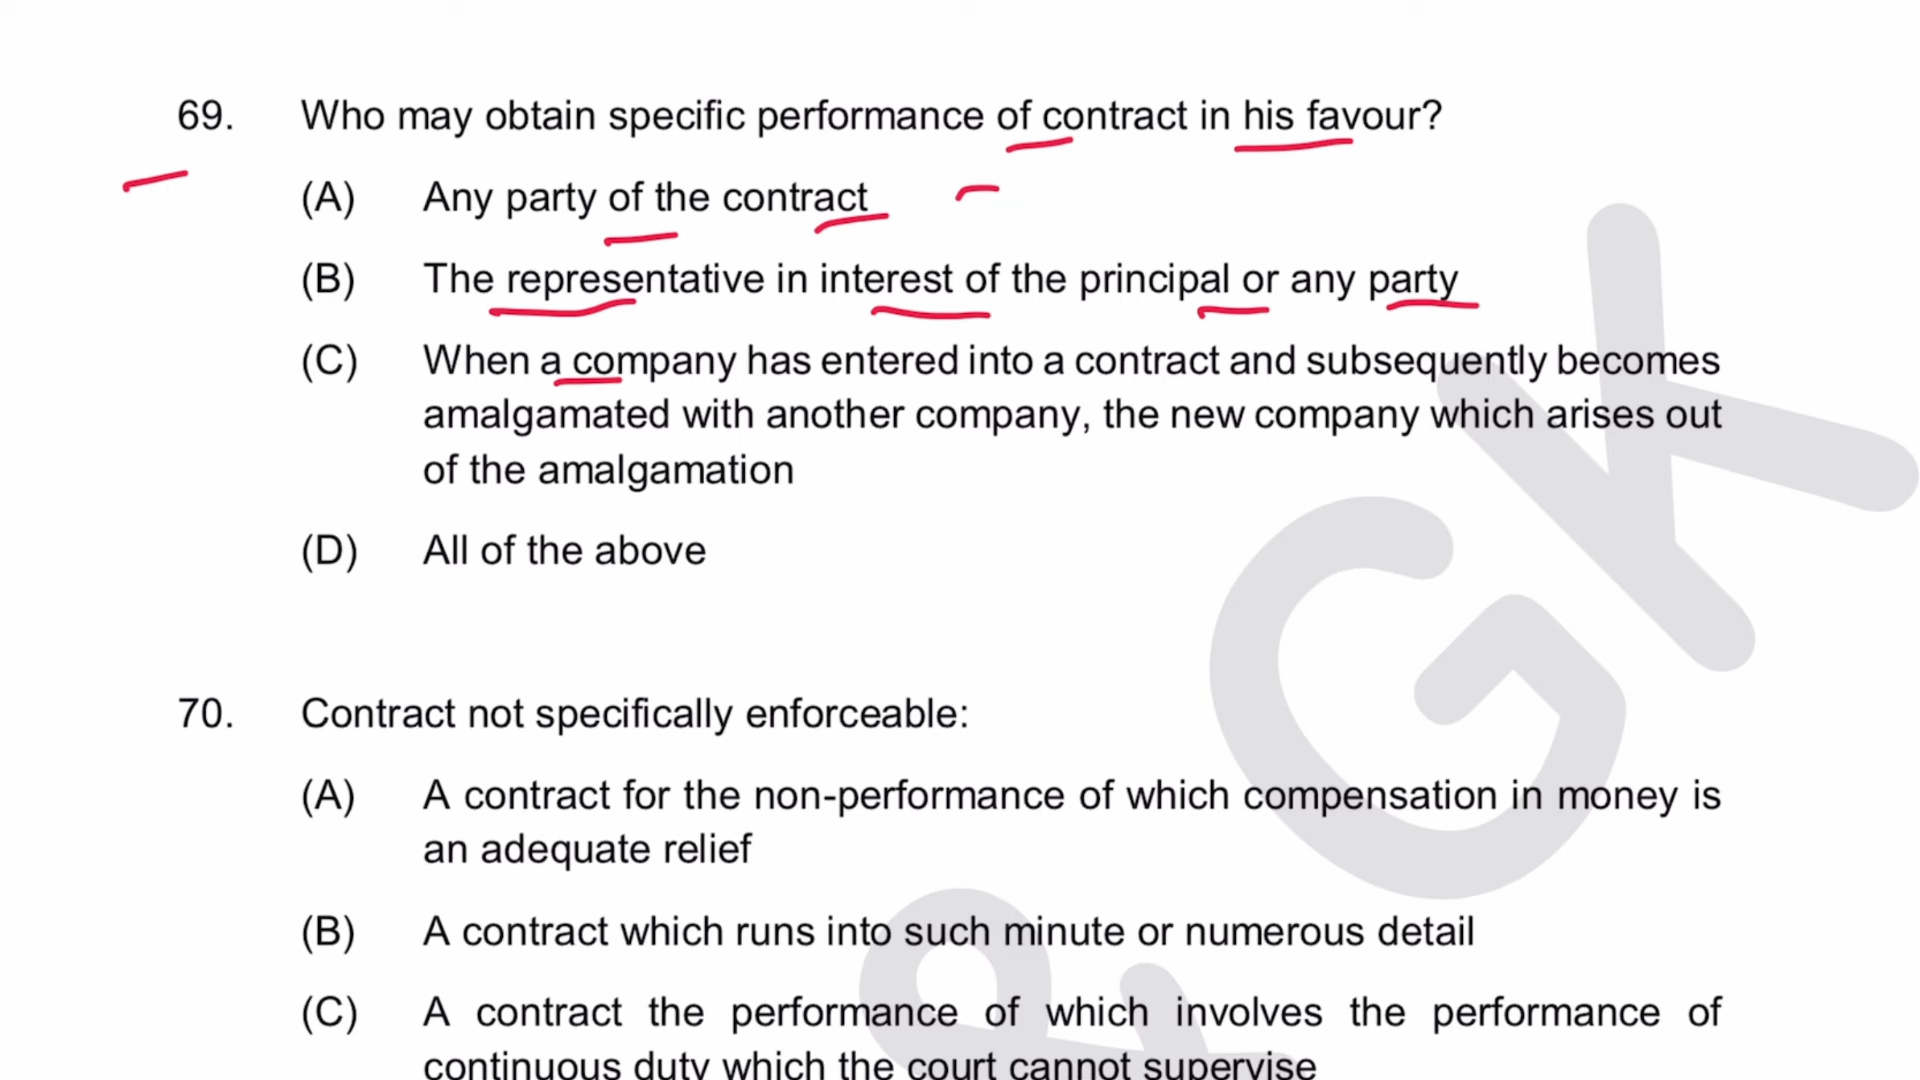 69. Who may obtain specific performance of contract in his favour?
(A) Any party of the contract
(B) The representative in interest of the principal or any party
(C) When a company has entered into a contract and subsequently becomes
amalgamated with another company, the new company which arises out
of the amalgamation
(D) All of the above
70. Contract not specifically enforceable:
(A) A contract for the non-performance of which compensation in money is
an adequate relief
(B) A contract which runs into such minute or numerous detail
(C) A contract the performance of which involves the performance of
continuous duty which the court cannot supervise
& GK